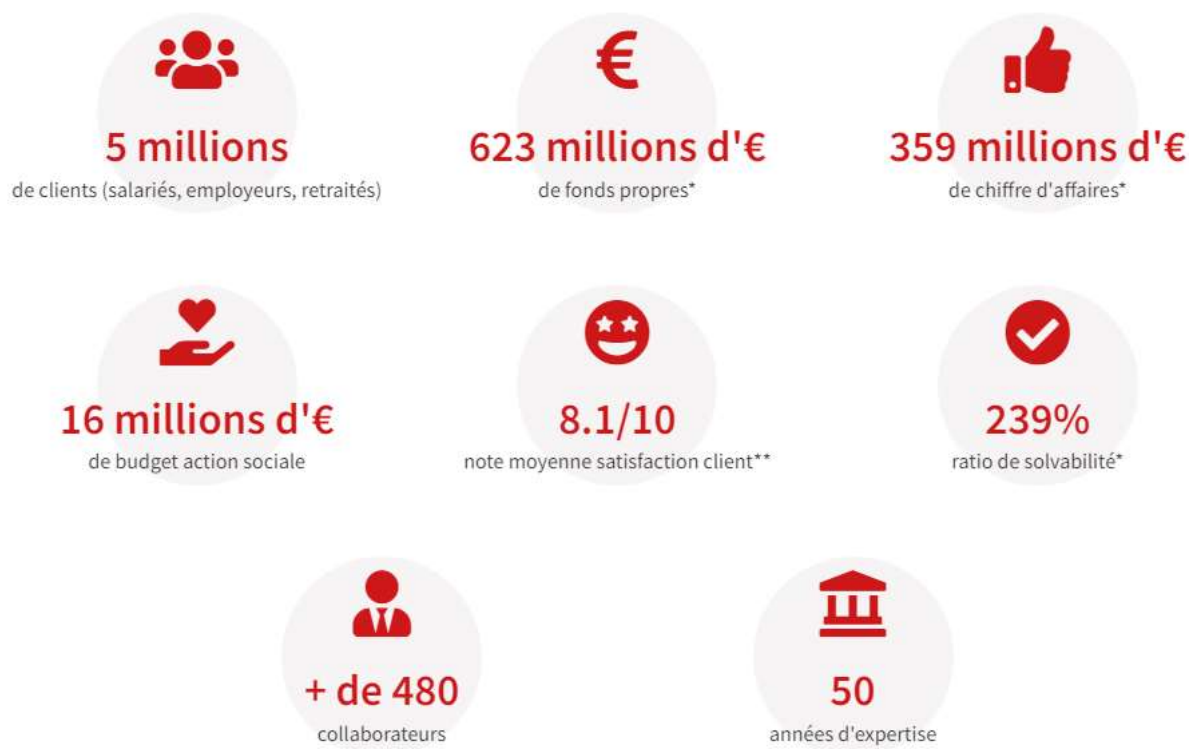 5 millions
de clients (salariés, employeurs, retraités)
623 millions d'€
de fonds propres*
359 millions d'€
de chiffre d'affaires*
16 millions d'€
de budget action sociale
8.1/10
note moyenne satisfaction client**
239%
ratio de solvabilité*
+ de 480
collaborateurs
50
années d'expertise